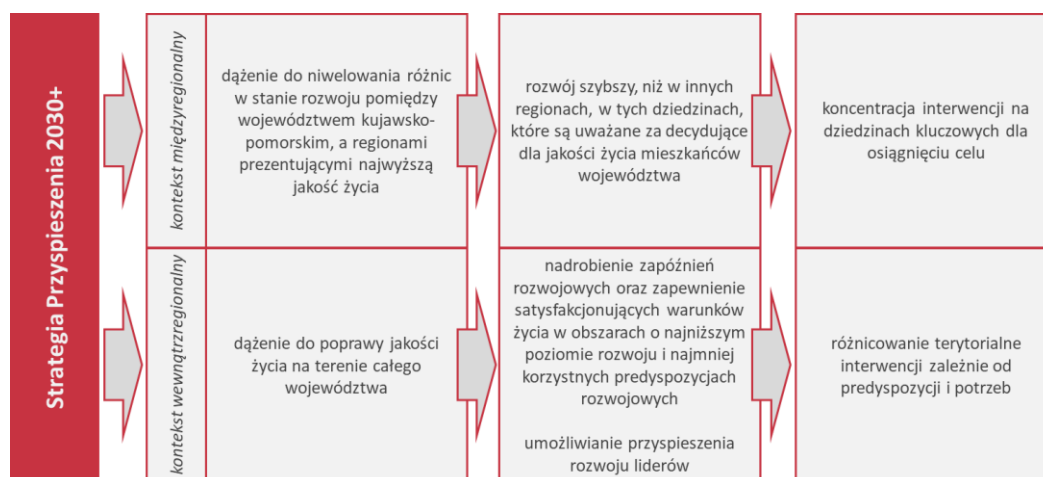 Strategia Przyspieszenia 2030+
kontekst międzyregionalny
dążenie do niwelowania różnic
w stanie rozwoju pomiędzy
województwem kujawsko-
pomorskim, a regionami
prezentującymi najwyższą
jakość życia
rozwój szybszy, niż w innych
regionach, w tych dziedzinach,
które są uważane za decydujące
dla jakości życia mieszkańców
województwa
koncentracja interwencji na
dziedzinach kluczowych dla
osiągnięciu celu
kontekst wewnątrzregionalny
dążenie do poprawy jakości
życia na terenie całego
województwa
nadrobienie zapóźnień
rozwojowych oraz zapewnienie
satysfakcjonujących warunków
życia w obszarach o najniższym
poziomie rozwoju i najmniej
korzystnych predyspozycjach
rozwojowych
umożliwianie przyspieszenia
rozwoju liderów
różnicowanie terytorialne
interwencji zależnie od
predyspozycji i potrzeb